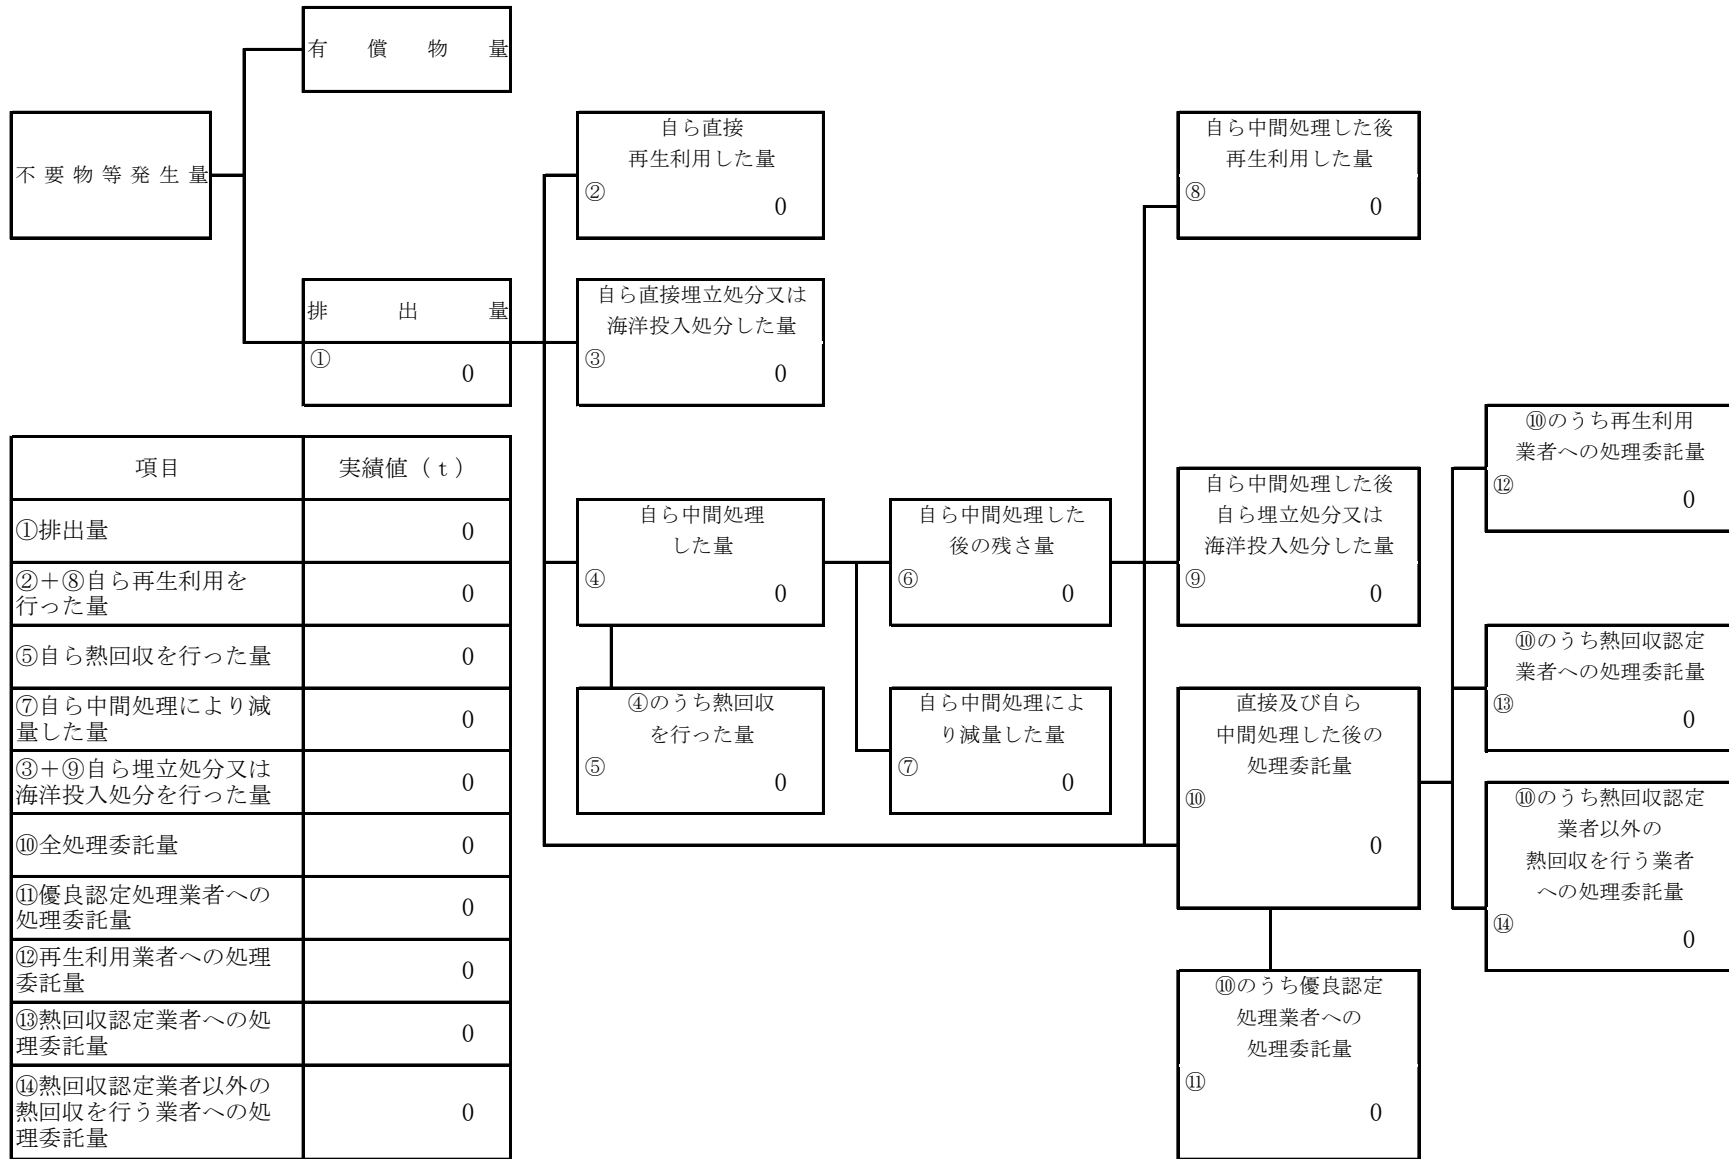 有　償　物　量
不要物等発生量
自ら直接
再生利用した量
②
0
自ら中間処理した後
再生利用した量
⑧
0
排　出　量
①
0
自ら直接埋立処分又は
海洋投入処分した量
③
0
項目　実績値（ｔ）
①排出量　0
②＋⑧自ら再生利用を
行った量　0
⑤自ら熱回収を行った量　0
⑦自ら中間処理により減
量した量　0
③＋⑨自ら埋立処分又は
海洋投入処分を行った量　0
⑩全処理委託量　0
⑪優良認定処理業者への
処理委託量　0
⑫再生利用業者への処理
委託量　0
⑬熱回収認定業者への処
理委託量　0
⑭熱回収認定業者以外の
熱回収を行う業者への処
理委託量　0
自ら中間処理
した量
④
0
④のうち熱回収
を行った量
⑤
0
自ら中間処理した
後の残さ量
⑥
0
自ら中間処理によ
り減量した量
⑦
0
自ら中間処理した後
自ら埋立処分又は
海洋投入処分した量
⑨
0
直接及び自ら
中間処理した後の
処理委託量
⑩
0
⑩のうち優良認定
処理業者への
処理委託量
⑪
0
⑩のうち再生利用
業者への処理委託量
⑫
0
⑩のうち熱回収認定
業者への処理委託量
⑬
0
⑩のうち熱回収認定
業者以外の
熱回収を行う業者
への処理委託量
⑭
0